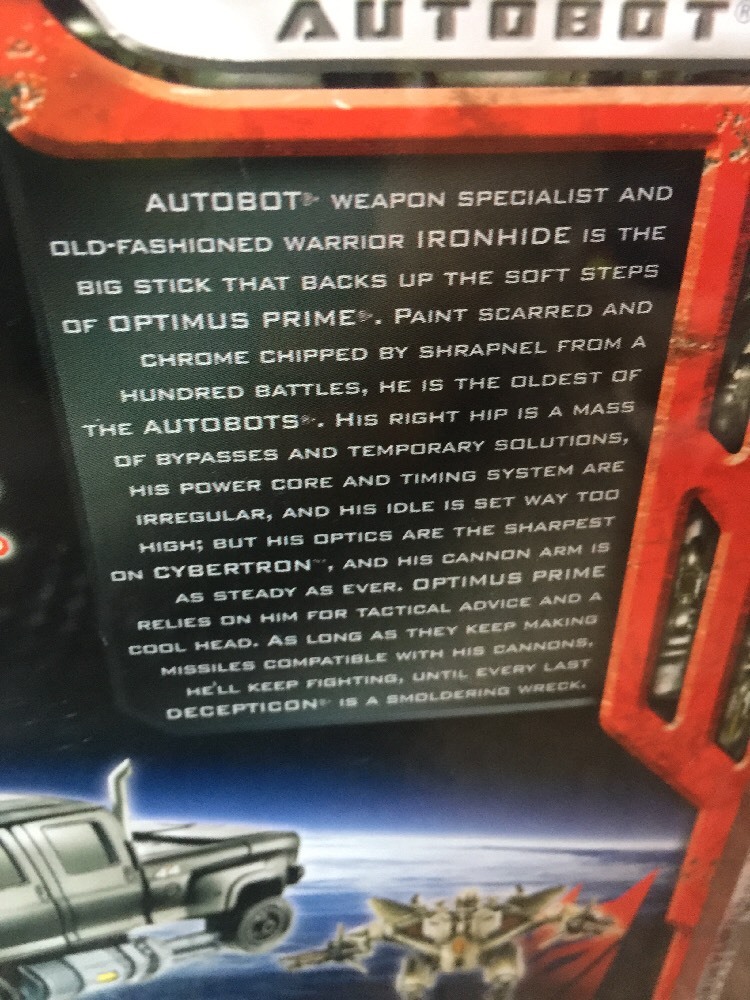 AUTOBOT®
AUTOBOT® WEAPON SPECIALIST AND
OLD-FASHIONED WARRIOR IRONHIDE IS THE
BIG STICK THAT BACKS UP THE SOFT STEPS
OF OPTIMUS PRIME®. PAINT SCARRED AND
CHROME CHIPPED BY SHRAPNEL FROM A
HUNDRED BATTLES, HE IS THE OLDEST OF
THE AUTOBOTS®. HIS RIGHT HIP IS A MASS
OF BYPASSES AND TEMPORARY SOLUTIONS,
HIS POWER CORE AND TIMING SYSTEM ARE
IRREGULAR, AND HIS IDLE IS SET WAY TOO
HIGH; BUT HIS OPTICS ARE THE SHARPEST
ON CYBERTRON™, AND HIS CANNON ARM IS
AS STEADY AS EVER. OPTIMUS PRIME
RELIES ON HIM FOR TACTICAL ADVICE AND A
COOL HEAD. AS LONG AS THEY KEEP MAKING
MISSILES COMPATIBLE WITH HIS CANNONS,
HE'LL KEEP FIGHTING, UNTIL EVERY LAST
DECEPTICON® IS A SMOLDERING WRECK.